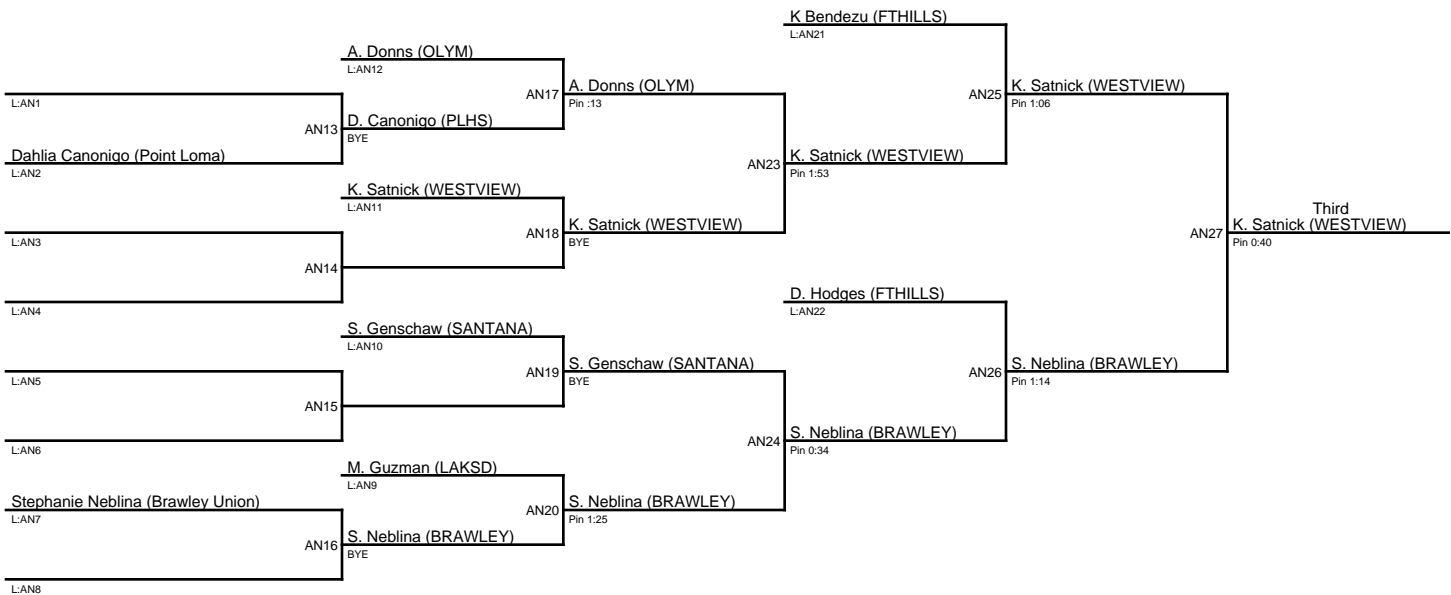 K Bendezu (FTHILLS)
L:AN21
A. Donns (OLYM)
L:AN12
AN17
A. Donns (OLYM)
Pin :13
AN25
K. Satnick (WESTVIEW)
Pin 1:06
L:AN1
AN13
D. Canonigo (PLHS)
BYE
Dahlia Canonigo (Point Loma)
L:AN2
AN23
K. Satnick (WESTVIEW)
Pin 1:53
K. Satnick (WESTVIEW)
L:AN11
AN18
K. Satnick (WESTVIEW)
BYE
L:AN3
AN14
L:AN4
Third
AN27
K. Satnick (WESTVIEW)
Pin 0:40
D. Hodges (FTHILLS)
L:AN22
S. Genschaw (SANTANA)
L:AN10
AN19
S. Genschaw (SANTANA)
BYE
AN26
S. Neblina (BRAWLEY)
Pin 1:14
L:AN5
AN15
L:AN6
AN24
S. Neblina (BRAWLEY)
Pin 0:34
M. Guzman (LAKSD)
L:AN9
AN20
S. Neblina (BRAWLEY)
Pin 1:25
Stephanie Neblina (Brawley Union)
L:AN7
AN16
S. Neblina (BRAWLEY)
BYE
L:AN8